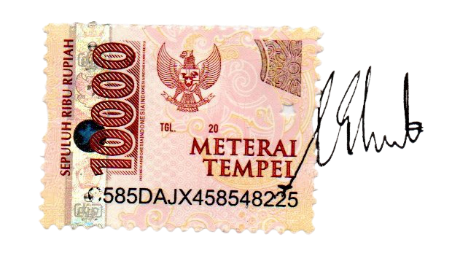 SEPULUH RIBU RUPIAH
10000
TGL. 20
METERAI
TEMPEL
C585DAJX458548225